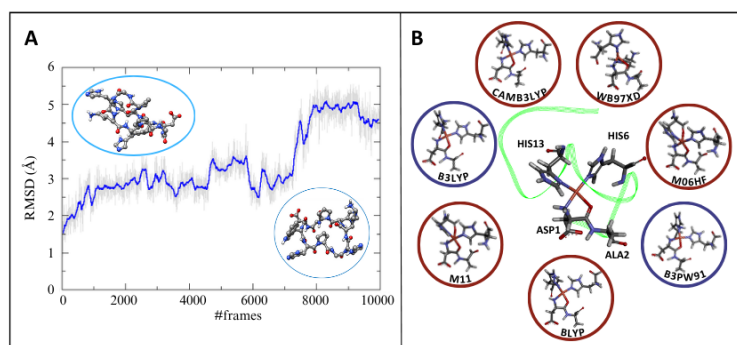 A
RMSD (Å)
6
5
4
3
2
1
0
0
2000
4000
6000
8000
10000
#frames
B
CAMB3LYP
WB97XD
B3LYP
HIS13
HIS6
M06HF
ASP1
ALA2
M11
B3PW91
BLYP